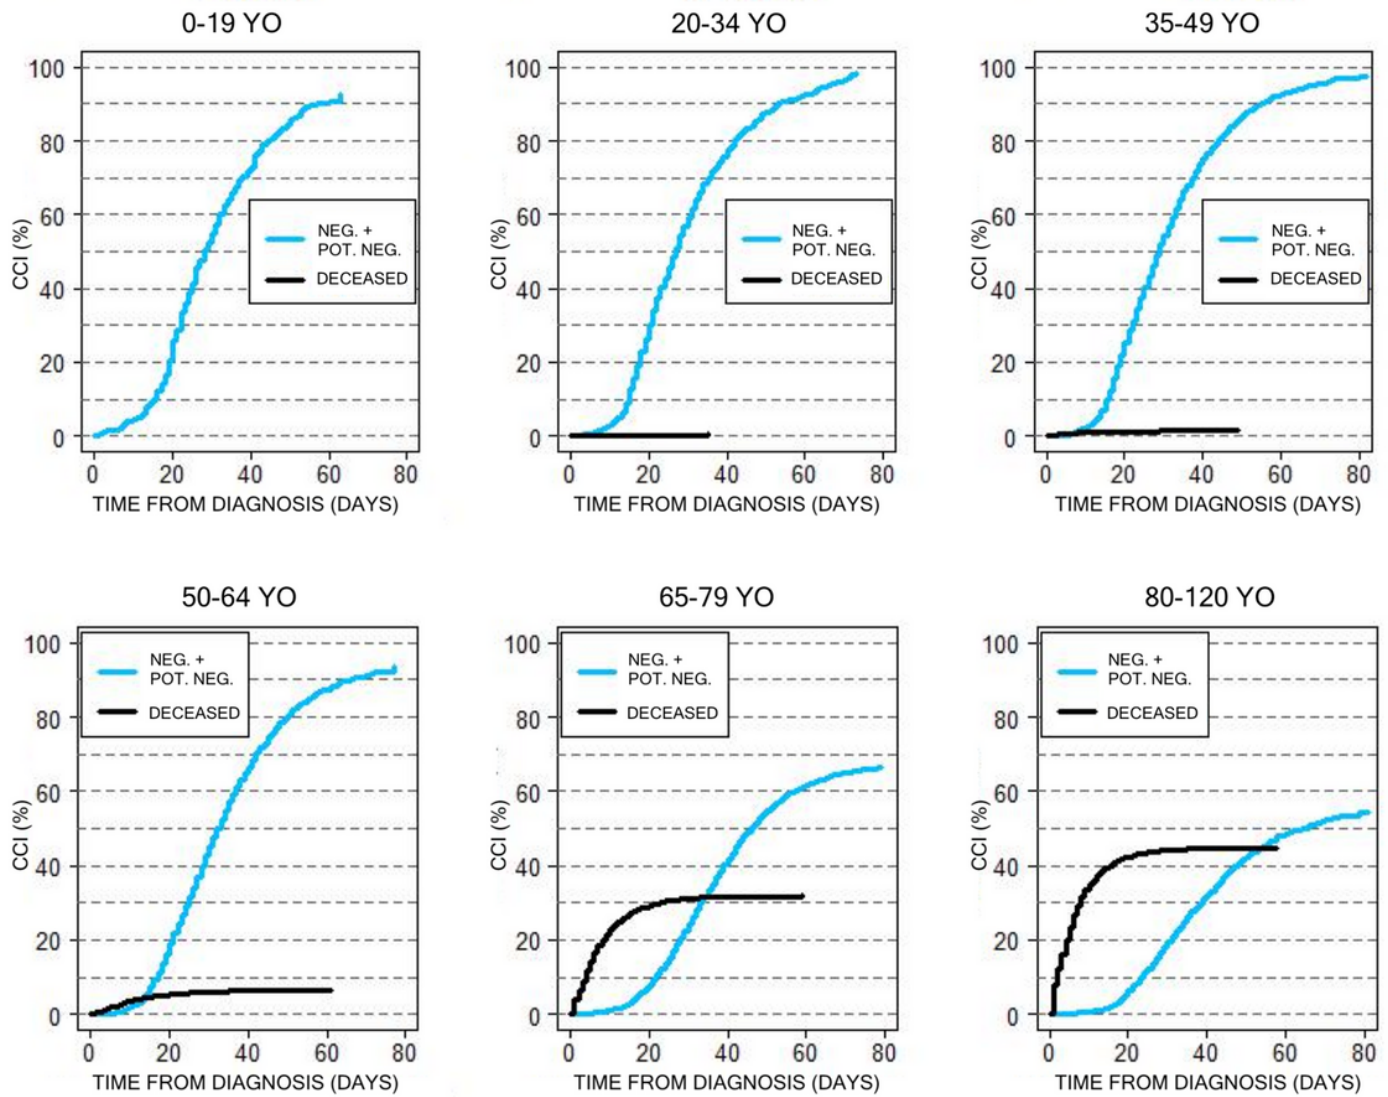 0-19 YO
100
80
60
40
20
0
CCI (%)
NEG. +
POT. NEG.
DECEASED
0 20 40 60 80
TIME FROM DIAGNOSIS (DAYS)
20-34 YO
100
80
60
40
20
0
CCI (%)
NEG. +
POT. NEG.
DECEASED
0 20 40 60 80
TIME FROM DIAGNOSIS (DAYS)
35-49 YO
100
80
60
40
20
0
CCI (%)
NEG. +
POT. NEG.
DECEASED
0 20 40 60 80
TIME FROM DIAGNOSIS (DAYS)
50-64 YO
100
80
60
40
20
0
CCI (%)
NEG. +
POT. NEG.
DECEASED
0 20 40 60 80
TIME FROM DIAGNOSIS (DAYS)
65-79 YO
100
80
60
40
20
0
CCI (%)
NEG. +
POT. NEG.
DECEASED
0 20 40 60 80
TIME FROM DIAGNOSIS (DAYS)
80-120 YO
100
80
60
40
20
0
CCI (%)
NEG. +
POT. NEG.
DECEASED
0 20 40 60 80
TIME FROM DIAGNOSIS (DAYS)